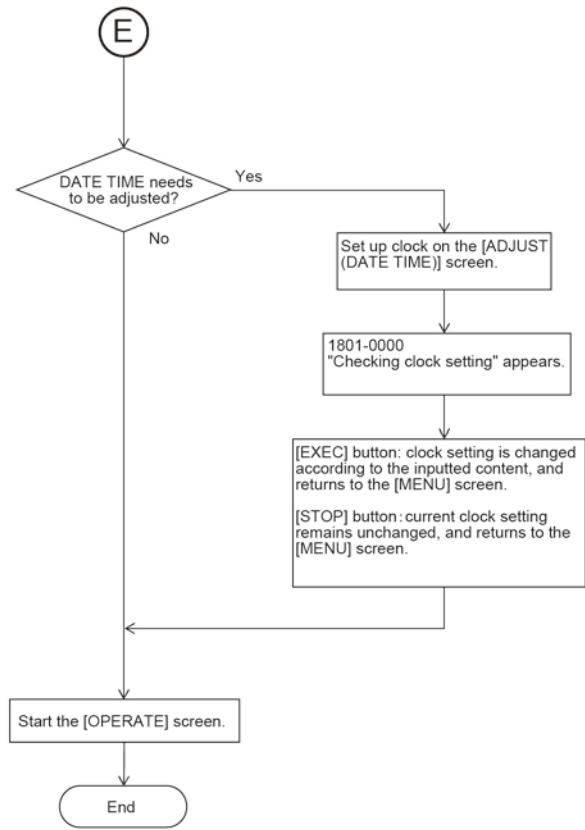 E
DATE TIME needs
to be adjusted?
Yes
No
Set up clock on the [ADJUST
(DATE TIME)] screen.
1801-0000
"Checking clock setting" appears.
[EXEC] button: clock setting is changed
according to the inputted content, and
returns to the [MENU] screen.
[STOP] button:current clock setting
remains unchanged, and returns to the
[MENU] screen.
Start the [OPERATE] screen.
End